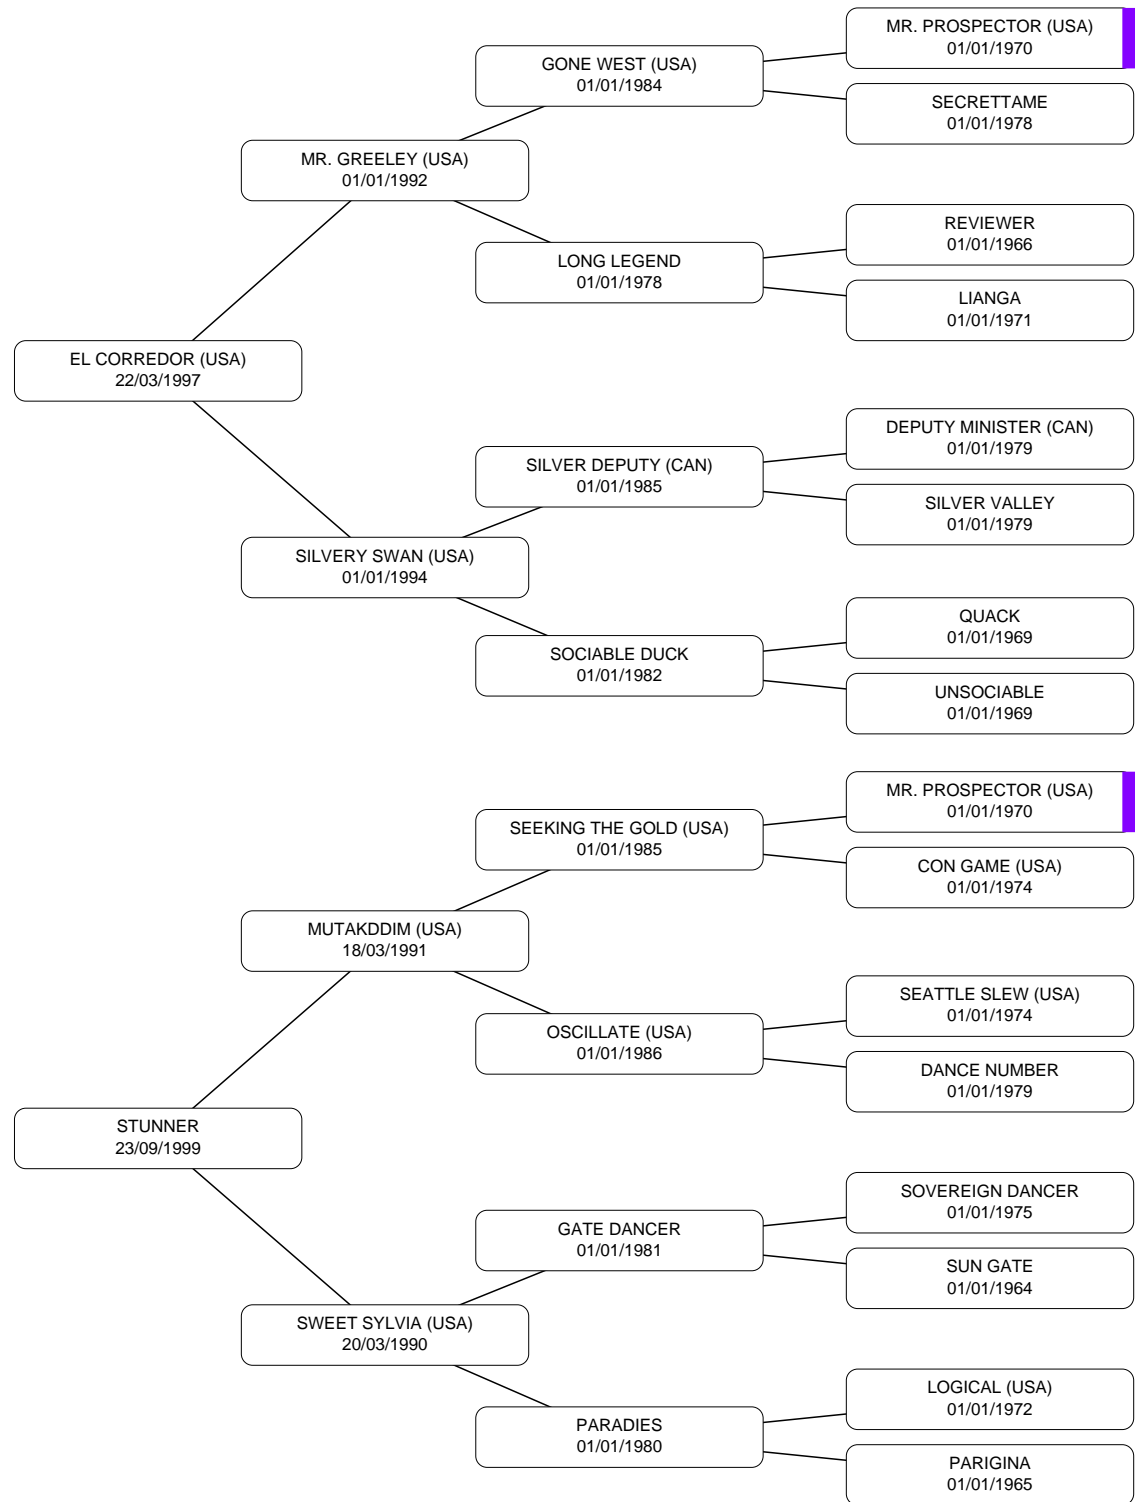 MR. PROSPECTOR (USA)
01/01/1970
GONE WEST (USA)
01/01/1984
SECRETTAME
01/01/1978
MR. GREELEY (USA)
01/01/1992
REVIEWER
01/01/1966
LONG LEGEND
01/01/1978
LIANGA
01/01/1971
EL CORREDOR (USA)
22/03/1997
DEPUTY MINISTER (CAN)
01/01/1979
SILVER DEPUTY (CAN)
01/01/1985
SILVER VALLEY
01/01/1979
SILVERY SWAN (USA)
01/01/1994
QUACK
01/01/1969
SOCIABLE DUCK
01/01/1982
UNSOCIABLE
01/01/1969
MR. PROSPECTOR (USA)
01/01/1970
SEEKING THE GOLD (USA)
01/01/1985
CON GAME (USA)
01/01/1974
MUTAKDDIM (USA)
18/03/1991
SEATTLE SLEW (USA)
01/01/1974
OSCILLATE (USA)
01/01/1986
DANCE NUMBER
01/01/1979
STUNNER
23/09/1999
SOVEREIGN DANCER
01/01/1975
GATE DANCER
01/01/1981
SUN GATE
01/01/1964
SWEET SYLVIA (USA)
20/03/1990
LOGICAL (USA)
01/01/1972
PARADIES
01/01/1980
PARIGINA
01/01/1965